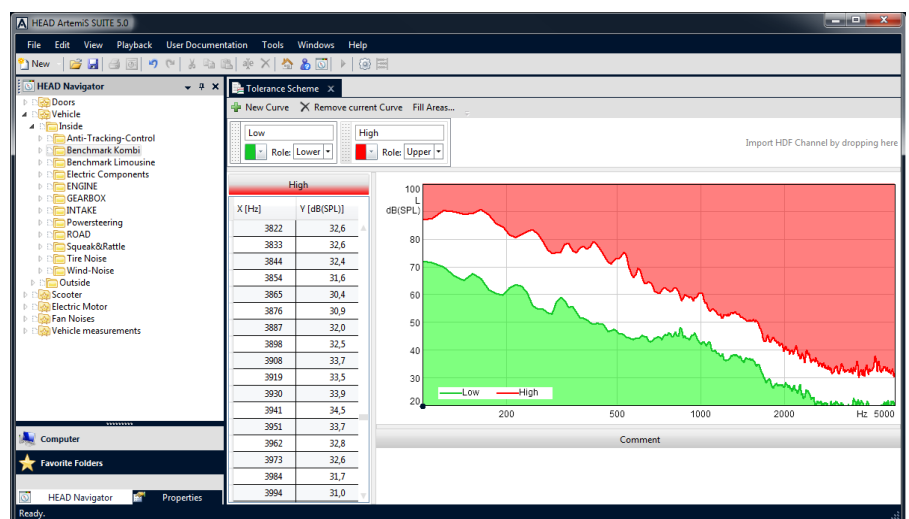 HEAD ArtemiS SUITE 5.0
File Edit View Playback User Documentation Tools Windows Help
New
HEAD Navigator
Doors
Vehicle
Inside
Anti-Tracking-Control
Benchmark Kombi
Benchmark Limousine
Electric Components
ENGINE
GEARBOX
INTAKE
Powersteering
ROAD
Squeak&Rattle
Tire Noise
Wind-Noise
Outside
Scooter
Electric Motor
Fan Noises
Vehicle measurements
Computer
Favorite Folders
HEAD Navigator Properties
Ready.
Tolerance Scheme X
New Curve Remove current Curve Fill Areas...
Low High
Role: Lower Role: Upper
Import HDF Channel by dropping here
High
X [Hz] Y [dB(SPL)]
3822 32,6
3833 32,6
3844 32,4
3854 31,6
3865 30,4
3876 30,9
3887 32,0
3898 32,5
3908 33,7
3919 33,5
3930 33,9
3941 34,5
3951 33,7
3962 32,8
3973 32,6
3984 31,7
3994 31,0
100
L
dB(SPL)
80
70
60
50
40
30
20
Low High
200 500 1000 2000 Hz 5000
Comment